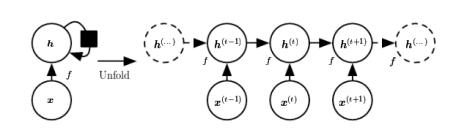 h h^(...) h^(t−1) h^(t) h^(t+1) h^(...)
f f f f f
Unfold
x x^(t−1) x^(t) x^(t+1)